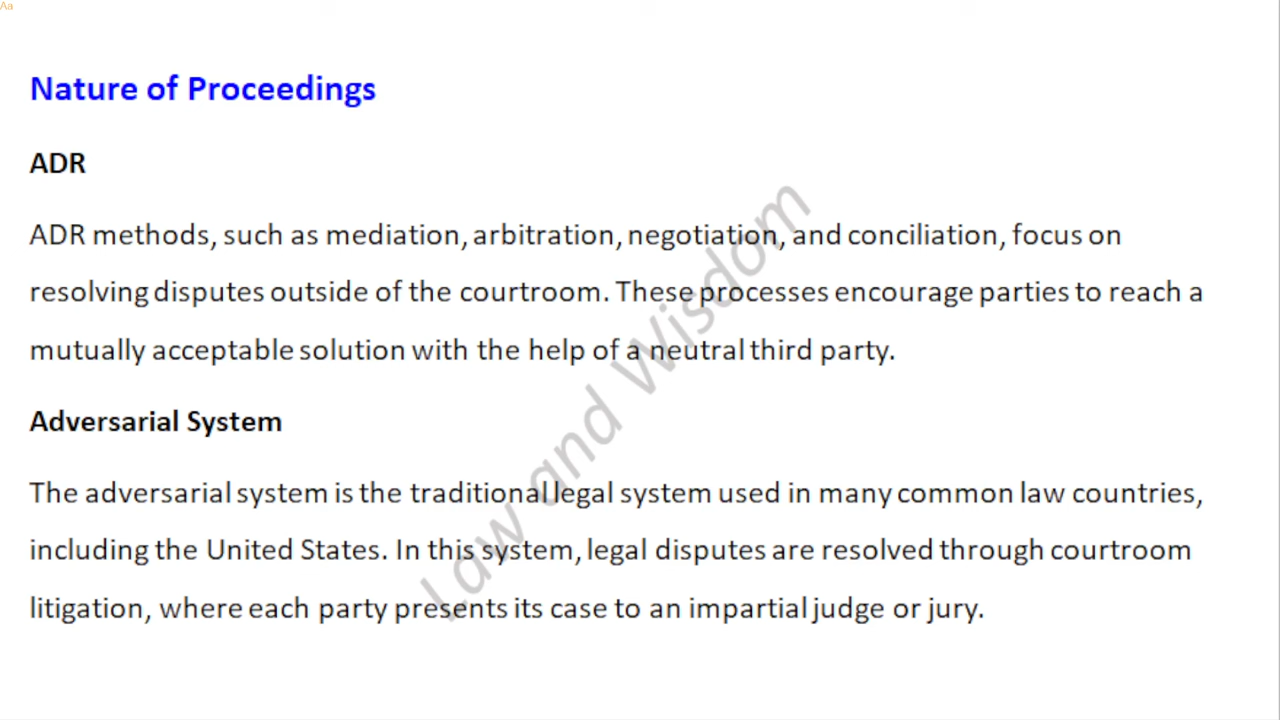 Aa
Nature of Proceedings
ADR
ADR methods, such as mediation, arbitration, negotiation, and conciliation, focus on
resolving disputes outside of the courtroom. These processes encourage parties to reach a
mutually acceptable solution with the help of a neutral third party.
Adversarial System
The adversarial system is the traditional legal system used in many common law countries,
including the United States. In this system, legal disputes are resolved through courtroom
litigation, where each party presents its case to an impartial judge or jury.
Law and Wisdom